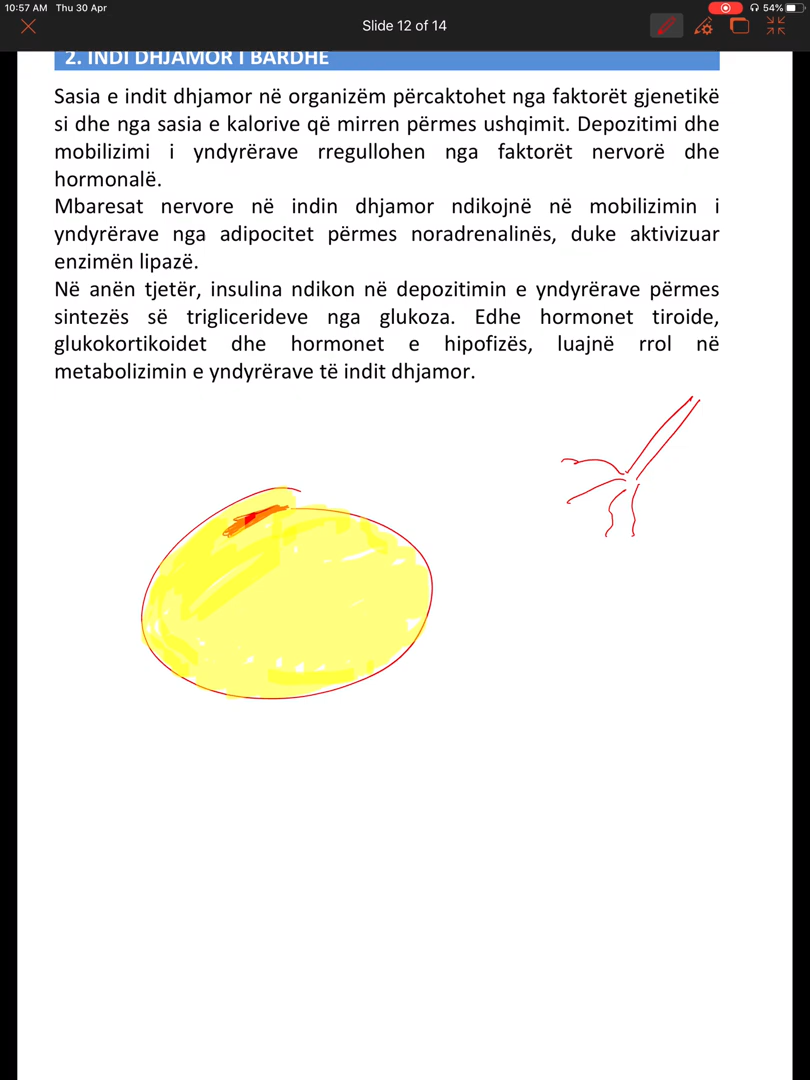 10:57 AM Thu 30 Apr
54%
Slide 12 of 14
2. INDI DHJAMOR I BARDHË
Sasia e indit dhjamor në organizëm përcaktohet nga faktorët gjenetikë
si dhe nga sasia e kalorive që mirren përmes ushqimit. Depozitimi dhe
mobilizimi i yndyrërave rregullohen nga faktorët nervorë dhe
hormonalë.
Mbaresat nervore në indin dhjamor ndikojnë në mobilizimin i
yndyrërave nga adipocitet përmes noradrenalinës, duke aktivizuar
enzimën lipazë.
Në anën tjetër, insulina ndikon në depozitimin e yndyrërave përmes
sintezës së triglicerideve nga glukoza. Edhe hormonet tiroide,
glukokortikoidet dhe hormonet e hipofizës, luajnë rrol në
metabolizimin e yndyrërave të indit dhjamor.